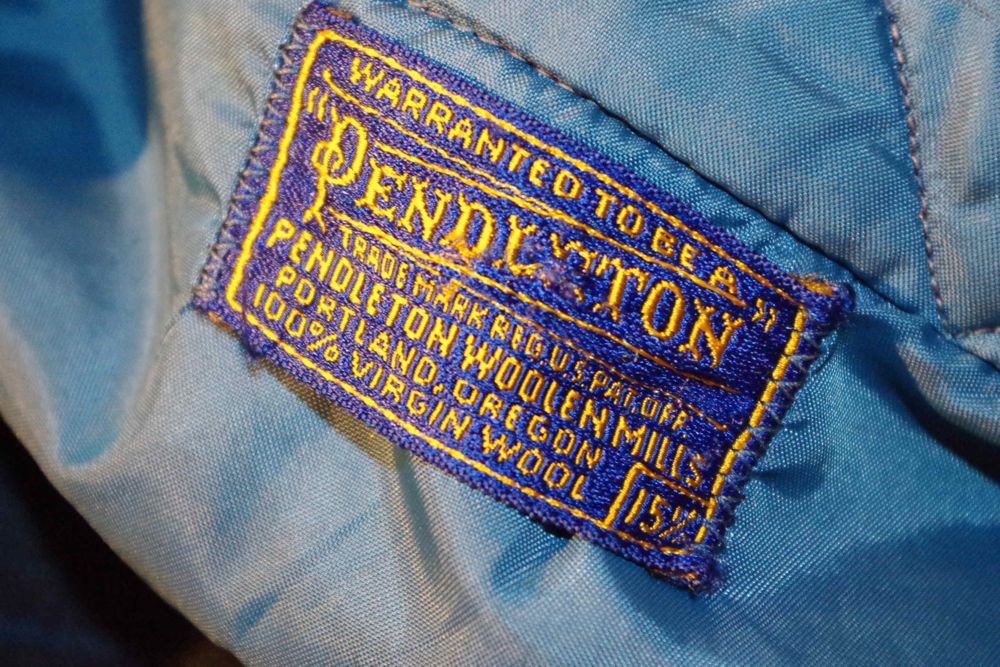 WARRANTED TO BE A
"PENDLETON"
TRADE MARK REG U.S. PAT. OFF.
PENDLETON WOOLEN MILLS
PORTLAND, OREGON
100% VIRGIN WOOL
15½